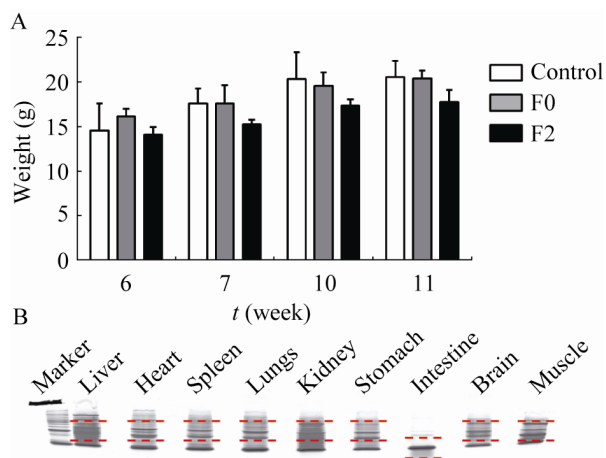 A
Weight (g)
25
20
15
10
5
0
6 7 10 11
t (week)
Control
F0
F2
B
Marker Liver Heart Spleen Lungs Kidney Stomach Intestine Brain Muscle